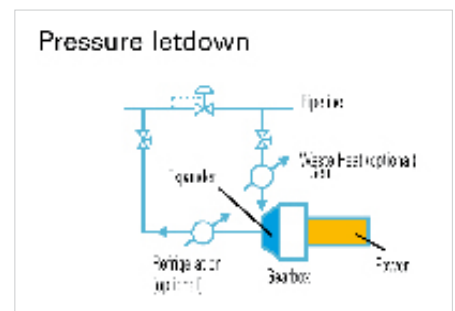 Pressure letdown
Pipeline
Waste Heat (optional)
Expander
Refrigeration
(optional)
Gearbox